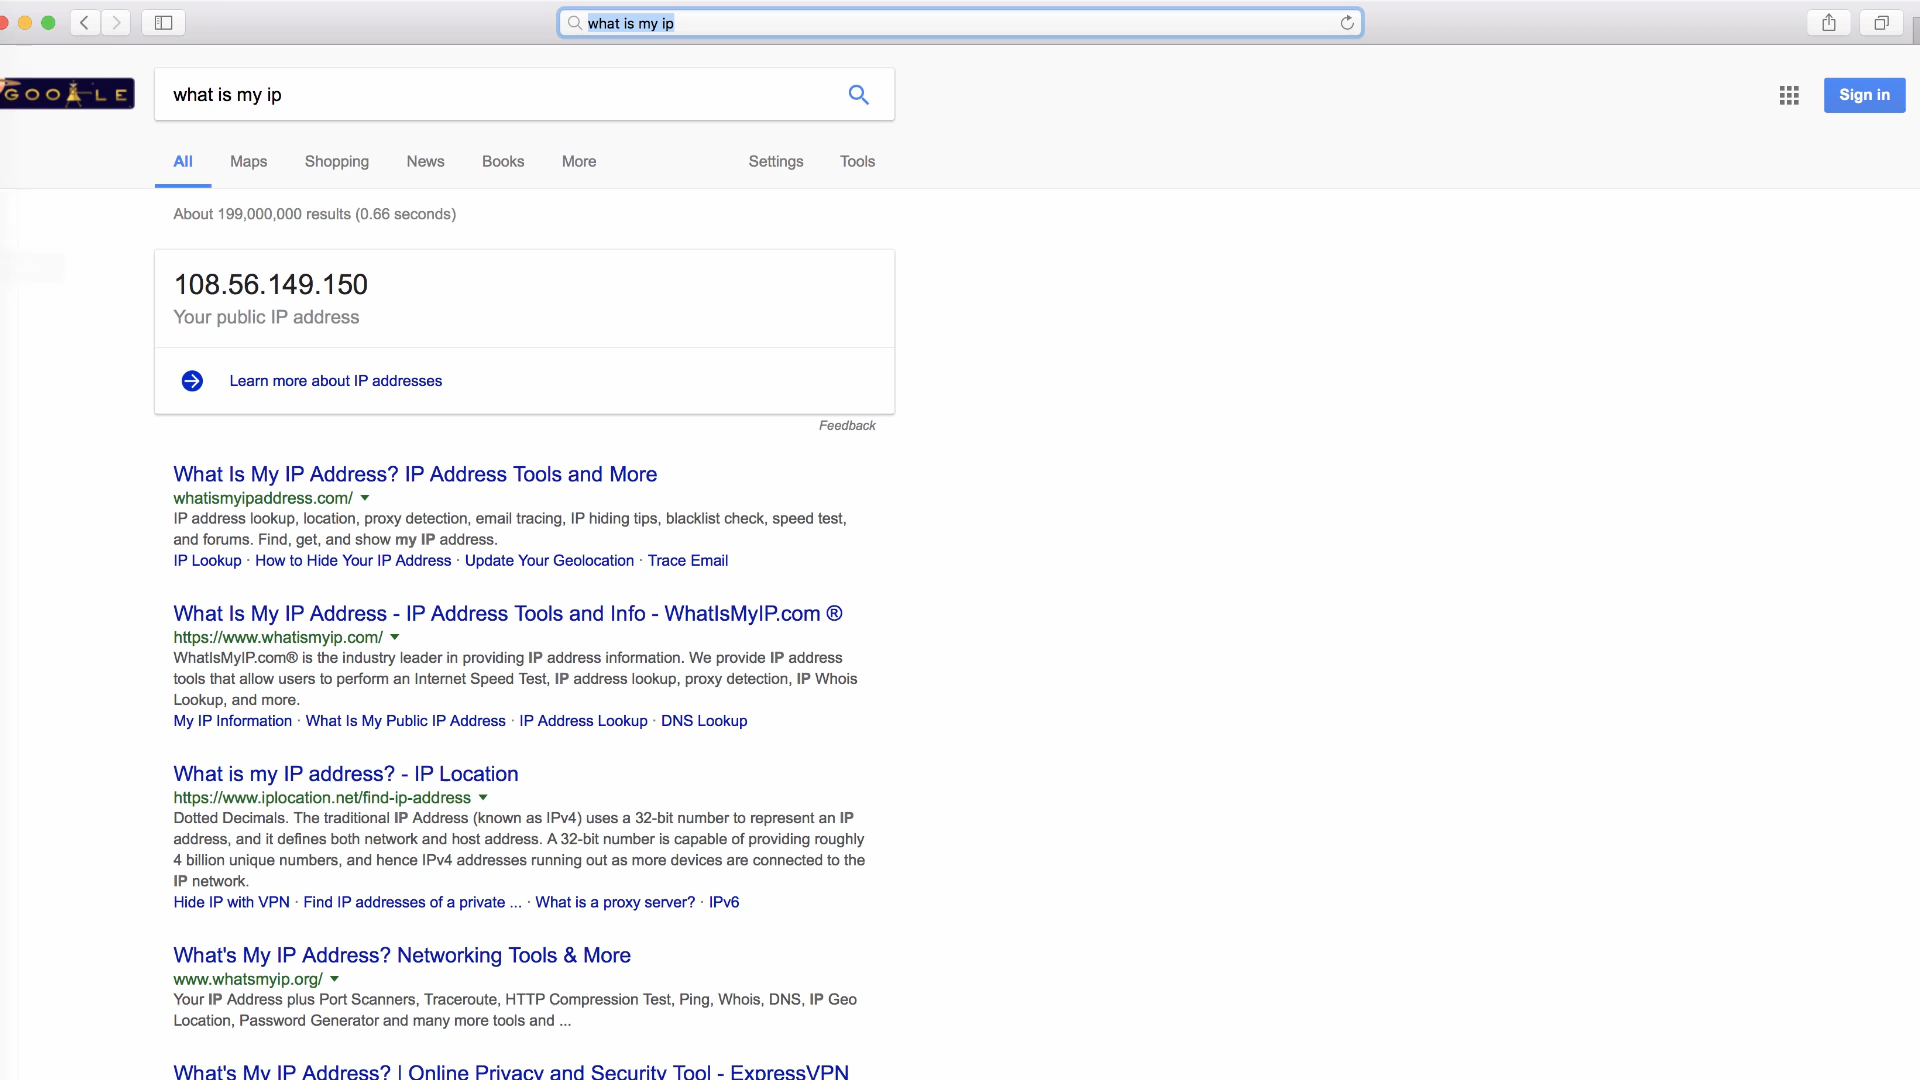 what is my ip
GOOGLE what is my ip
Sign in
All Maps Shopping News Books More Settings Tools
About 199,000,000 results (0.66 seconds)
108.56.149.150
Your public IP address
Learn more about IP addresses
Feedback
What Is My IP Address? IP Address Tools and More
whatismyipaddress.com/
IP address lookup, location, proxy detection, email tracing, IP hiding tips, blacklist check, speed test,
and forums. Find, get, and show my IP address.
IP Lookup · How to Hide Your IP Address · Update Your Geolocation · Trace Email
What Is My IP Address - IP Address Tools and Info - WhatIsMyIP.com ®
https://www.whatismyip.com/
WhatIsMyIP.com® is the industry leader in providing IP address information. We provide IP address
tools that allow users to perform an Internet Speed Test, IP address lookup, proxy detection, IP Whois
Lookup, and more.
My IP Information · What Is My Public IP Address · IP Address Lookup · DNS Lookup
What is my IP address? - IP Location
https://www.iplocation.net/find-ip-address
Dotted Decimals. The traditional IP Address (known as IPv4) uses a 32-bit number to represent an IP
address, and it defines both network and host address. A 32-bit number is capable of providing roughly
4 billion unique numbers, and hence IPv4 addresses running out as more devices are connected to the
IP network.
Hide IP with VPN · Find IP addresses of a private ... · What is a proxy server? · IPv6
What's My IP Address? Networking Tools & More
www.whatsmyip.org/
Your IP Address plus Port Scanners, Traceroute, HTTP Compression Test, Ping, Whois, DNS, IP Geo
Location, Password Generator and many more tools and ...
What's My IP Address? | Online Privacy and Security Tool - ExpressVPN